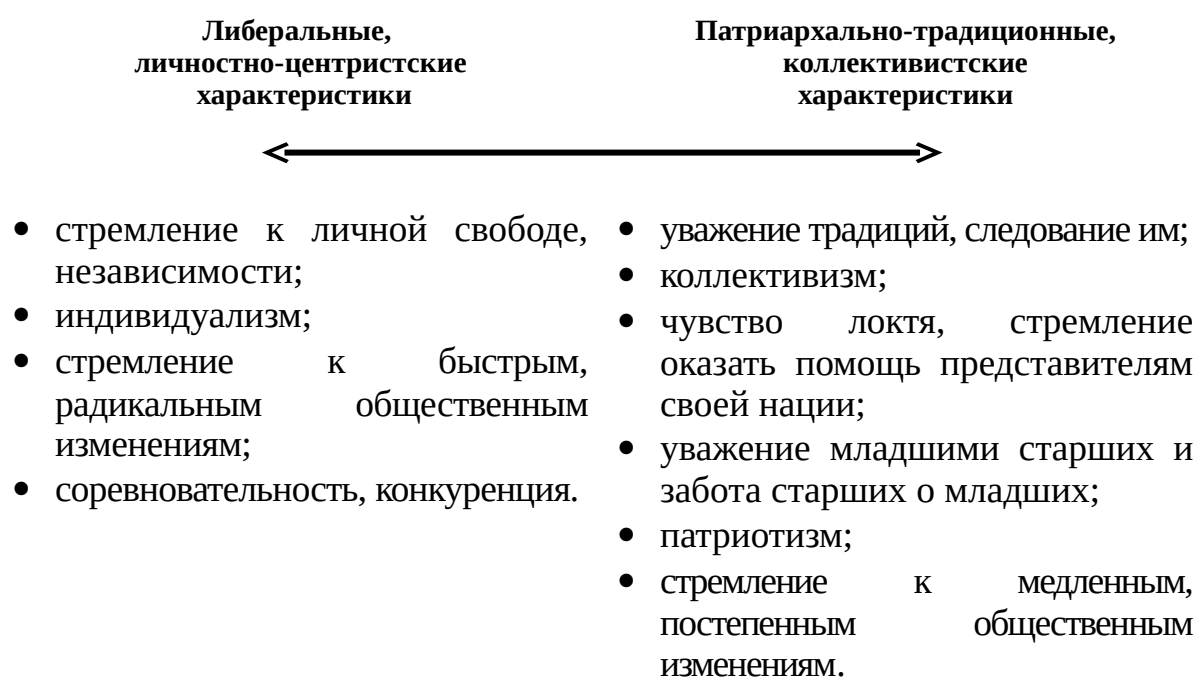 Либеральные,
личностно-центристские
характеристики
Патриархально-традиционные,
коллективистские
характеристики
• стремление к личной свободе,
независимости;
• индивидуализм;
• стремление к быстрым,
радикальным общественным
изменениям;
• соревновательность, конкуренция.
• уважение традиций, следование им;
• коллективизм;
• чувство локтя, стремление
оказать помощь представителям
своей нации;
• уважение младшими старших и
забота старших о младших;
• патриотизм;
• стремление к медленным,
постепенным общественным
изменениям.